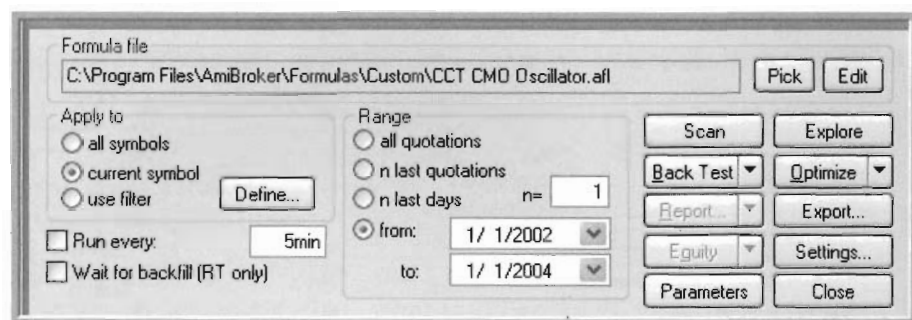 Formula file
C:\Program Files\AmiBroker\Formulas\Custom\CCT CMO Oscillator.afl
Pick
Edit
Apply to
all symbols
current symbol
use filter
Define...
Run every:
5min
Wait for backfill (RT only)
Range
all quotations
n last quotations
n last days
n=
1
from:
1/ 1/2002
to:
1/ 1/2004
Scan
Explore
Back Test
Optimize
Report...
Export...
Equity
Settings...
Parameters
Close